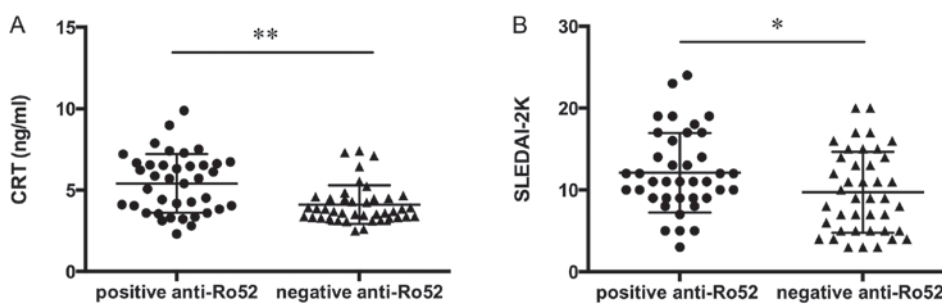 A
15
10
5
0
CRT (ng/ml)
**
positive anti-Ro52
negative anti-Ro52
B
30
20
10
0
SLEDAI-2K
*
positive anti-Ro52
negative anti-Ro52